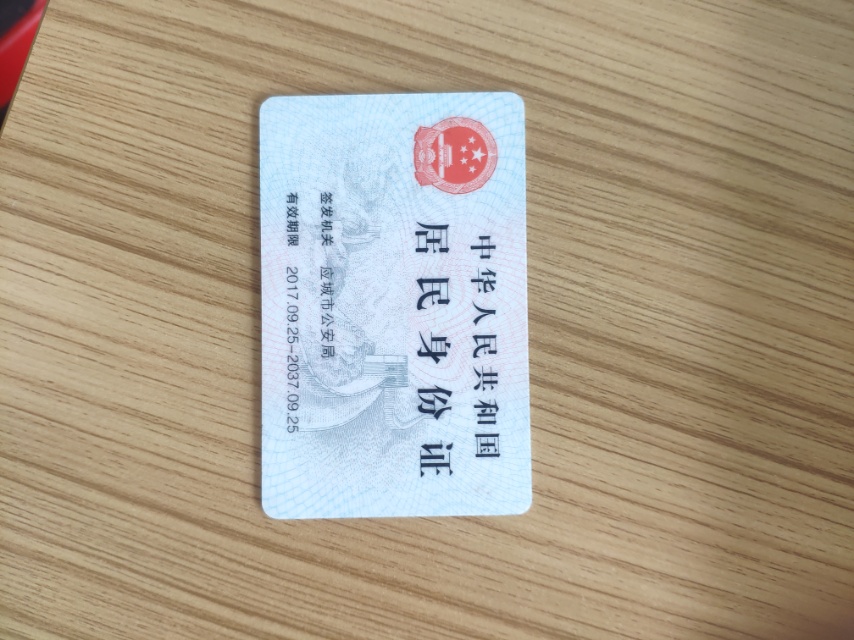 中华人民共和国
居民身份证
签发机关 应城市公安局
有效期限 2017.09.25-2037.09.25